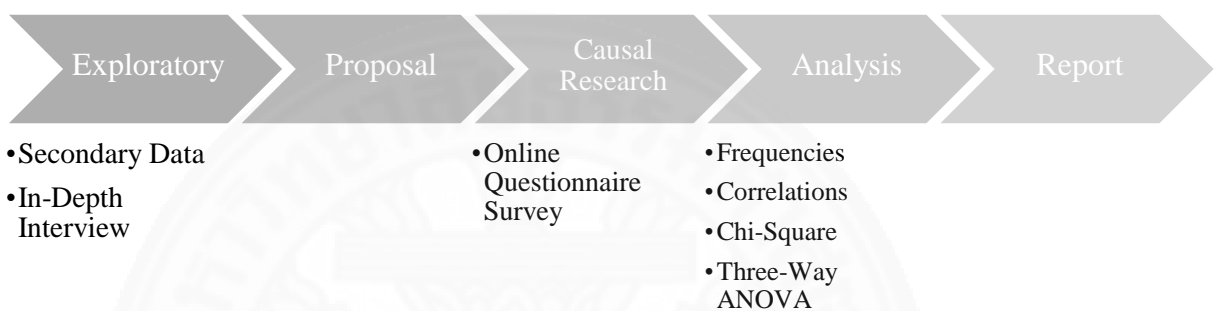 Exploratory
Proposal
Causal
Research
Analysis
Report
•Secondary Data
•In-Depth
Interview
•Online
Questionnaire
Survey
•Frequencies
•Correlations
•Chi-Square
•Three-Way
ANOVA